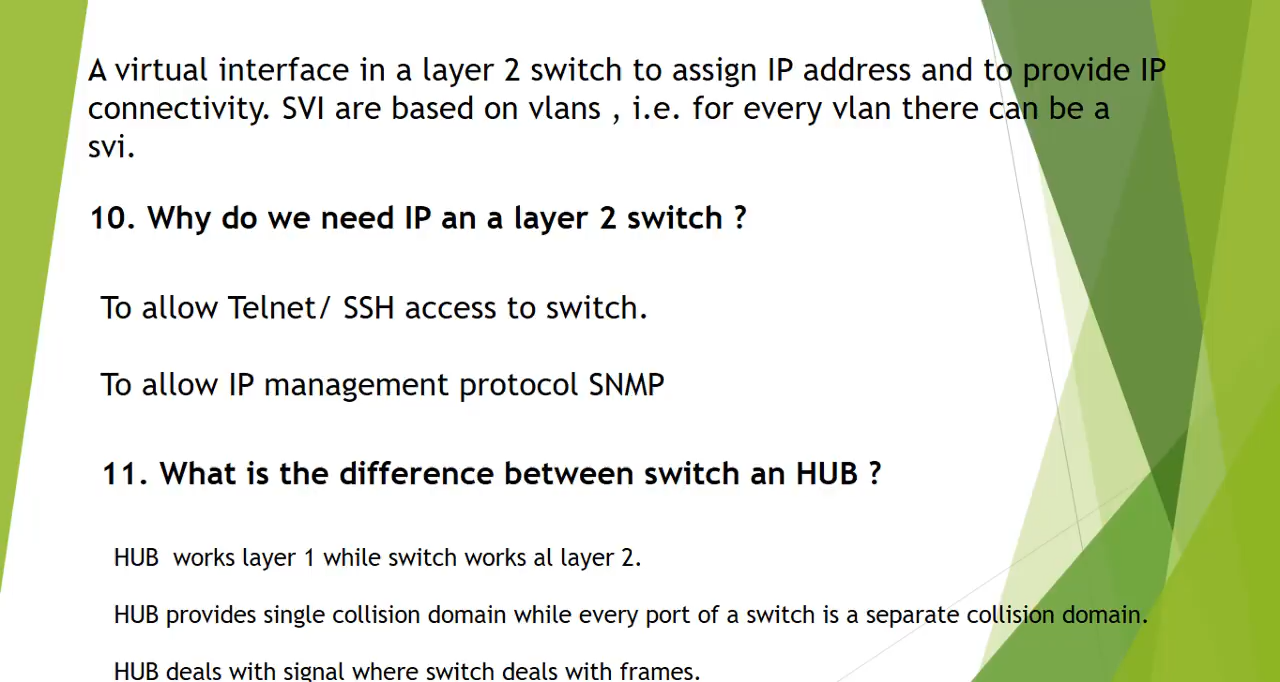 A virtual interface in a layer 2 switch to assign IP address and to provide IP
connectivity. SVI are based on vlans , i.e. for every vlan there can be a
svi.
10. Why do we need IP an a layer 2 switch ?
To allow Telnet/ SSH access to switch.
To allow IP management protocol SNMP
11. What is the difference between switch an HUB ?
HUB works layer 1 while switch works al layer 2.
HUB provides single collision domain while every port of a switch is a separate collision domain.
HUB deals with signal where switch deals with frames.